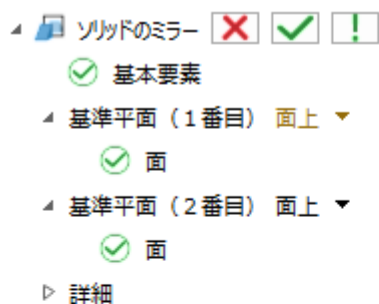 ソリッドのミラー
基本要素
基準平面（１番目） 面上
面
基準平面（２番目） 面上
面
詳細